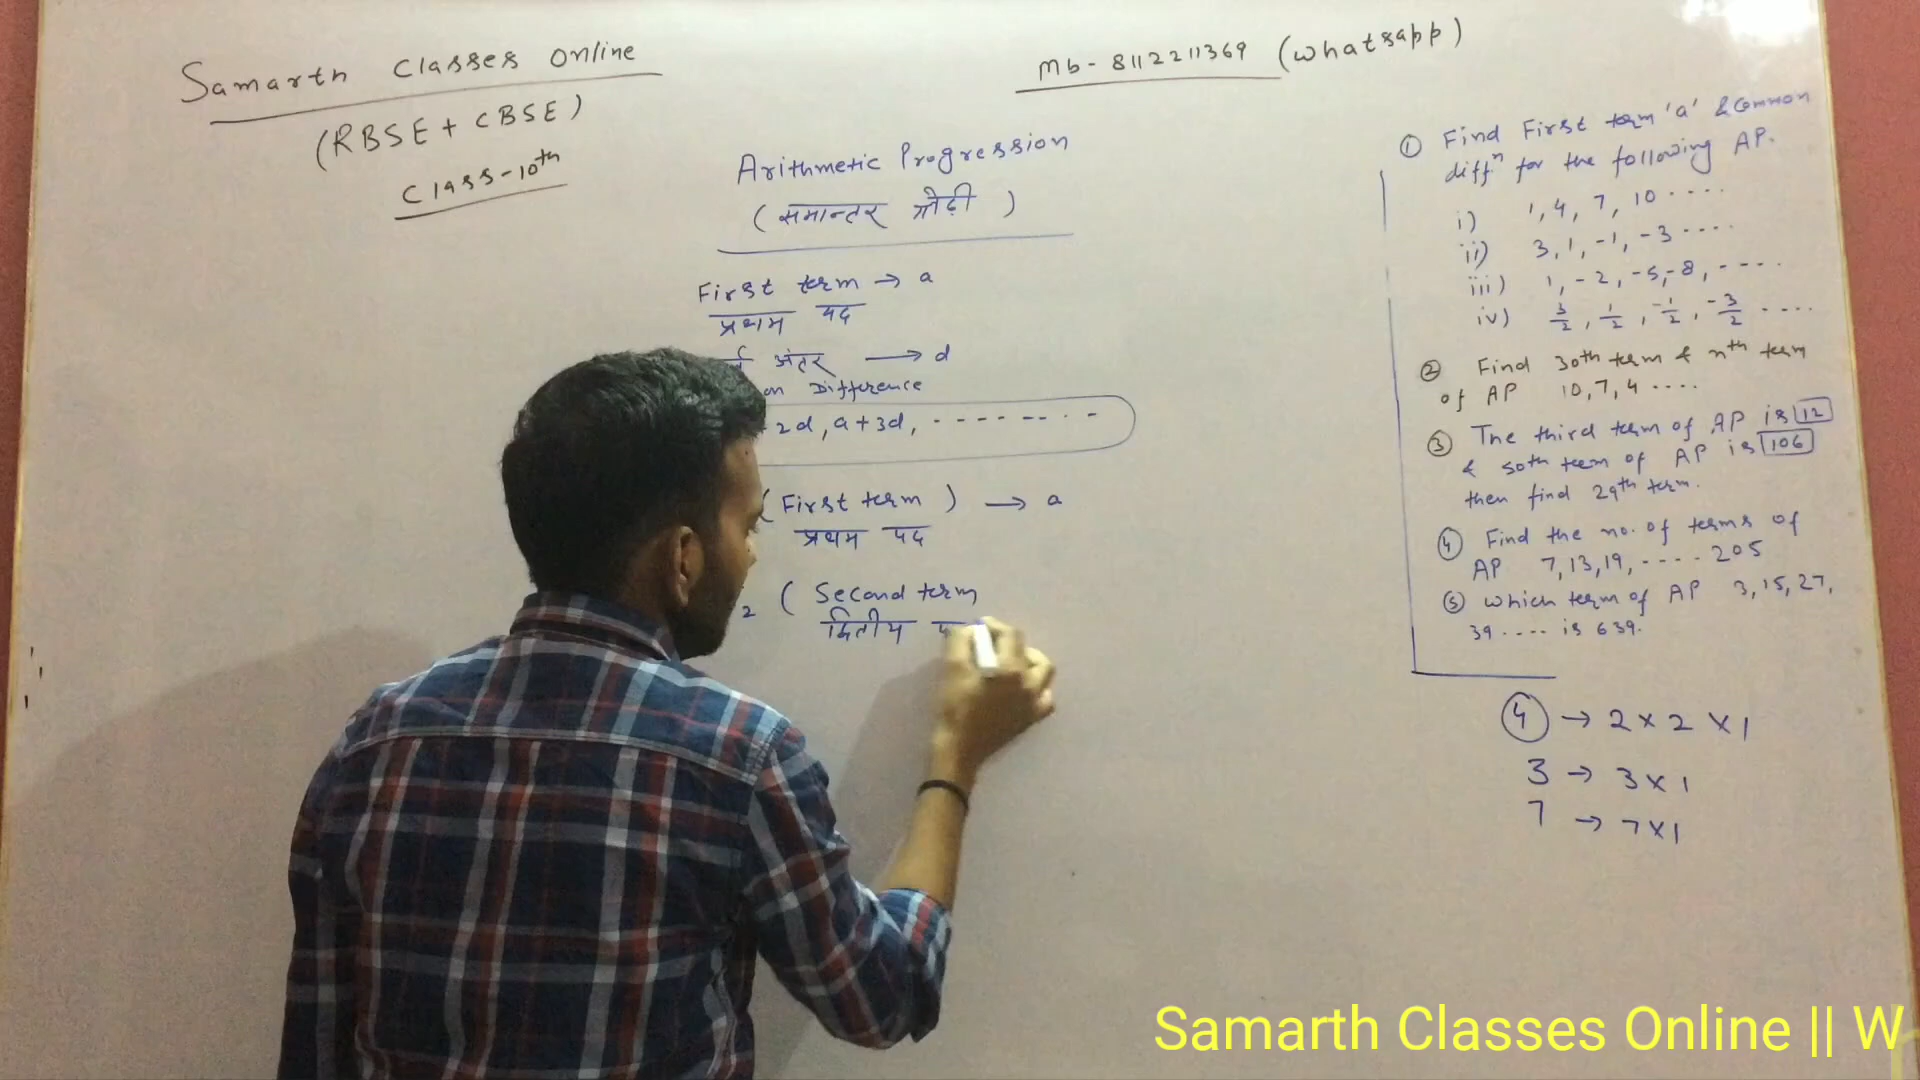 Samarth Classes Online
(RBSE + CBSE)
Class-10th
Mb - 8112211369 (Whatsapp)
Arithmetic Progression
(समान्तर श्रेढ़ी)
First term → a
प्रथम पद
अंतर → d
on Difference
2d, a+3d, - - - - - - - -
(First term) → a
प्रथम पद
2 (Second term
द्वितीय
① Find First term 'a' & Common
diffⁿ for the following AP.
i) 1, 4, 7, 10 ....
ii) 3, 1, -1, -3 ....
iii) 1, -2, -5, -8, ....
iv) 3/2, 1/2, -1/2, -3/2 ....
② Find 30th term & nth term
of AP 10, 7, 4 ....
③ The third term of AP is 12
& 50th term of AP is 106
then find 29th term.
④ Find the no. of terms of
AP 7, 13, 19, ..... 205
⑤ Which term of AP 3, 15, 27,
39 .... is 639.
④ → 2 × 2 × 1
3 → 3 × 1
7 → 7 × 1
Samarth Classes Online || W